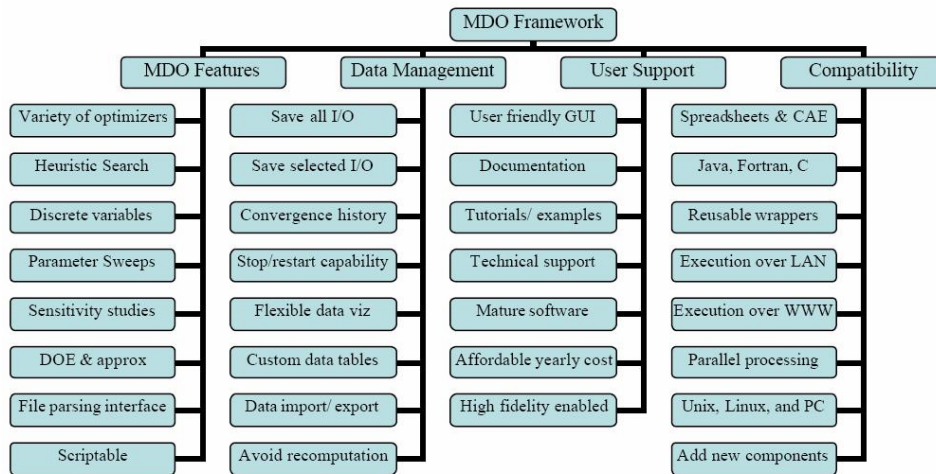 MDO Framework
MDO Features
Data Management
User Support
Compatibility
Variety of optimizers
Save all I/O
User friendly GUI
Spreadsheets & CAE
Heuristic Search
Save selected I/O
Documentation
Java, Fortran, C
Discrete variables
Convergence history
Tutorials/ examples
Reusable wrappers
Parameter Sweeps
Stop/restart capability
Technical support
Execution over LAN
Sensitivity studies
Flexible data viz
Mature software
Execution over WWW
DOE & approx
Custom data tables
Affordable yearly cost
Parallel processing
File parsing interface
Data import/ export
High fidelity enabled
Unix, Linux, and PC
Scriptable
Avoid recomputation
Add new components